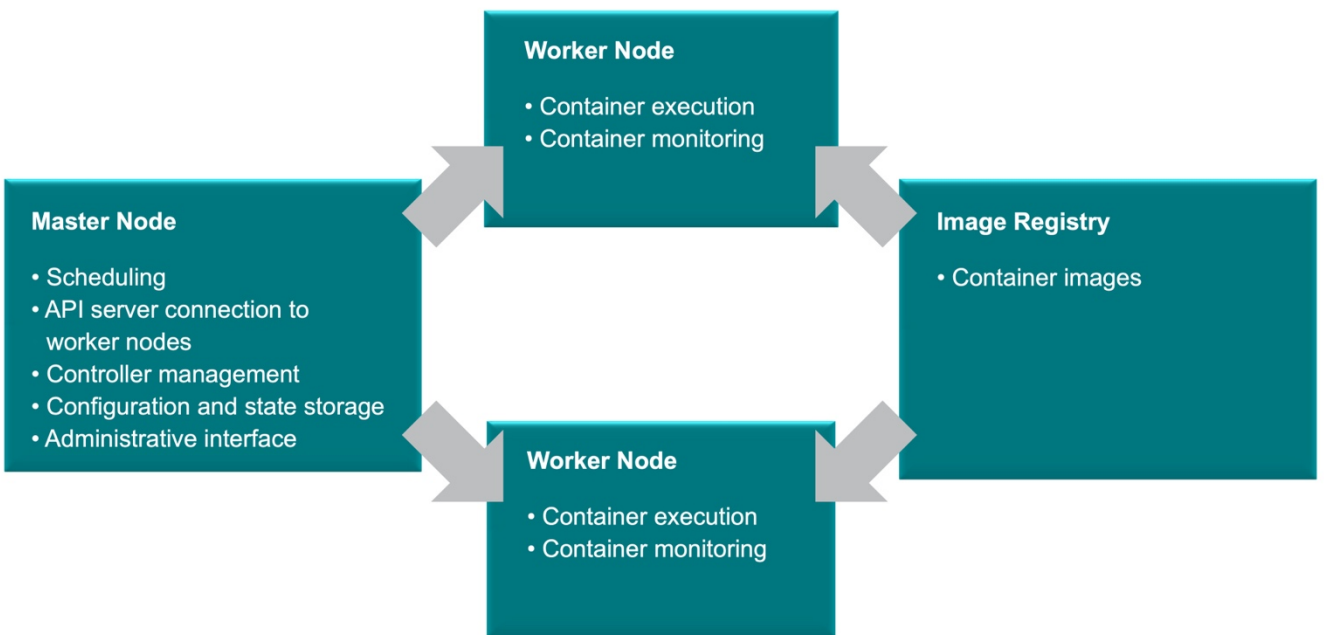 Worker Node
• Container execution
• Container monitoring
Master Node
• Scheduling
• API server connection to
worker nodes
• Controller management
• Configuration and state storage
• Administrative interface
Image Registry
• Container images
Worker Node
• Container execution
• Container monitoring